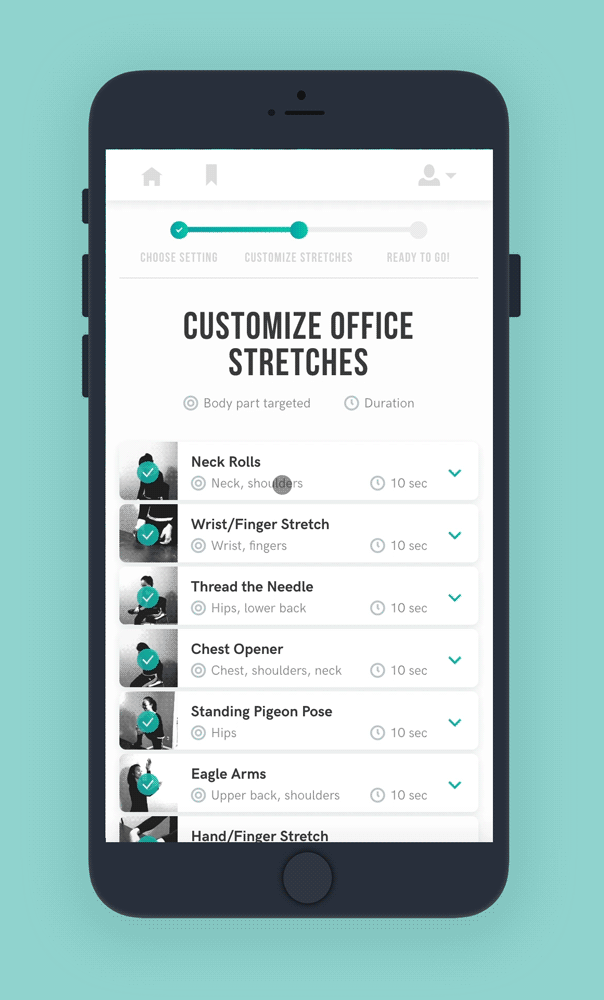 CHOOSE SETTING
CUSTOMIZE STRETCHES
READY TO GO!
CUSTOMIZE OFFICE
STRETCHES
Body part targeted
Duration
Neck Rolls
Neck, shoulders
10 sec
Wrist/Finger Stretch
Wrist, fingers
10 sec
Thread the Needle
Hips, lower back
10 sec
Chest Opener
Chest, shoulders, neck
10 sec
Standing Pigeon Pose
Hips
10 sec
Eagle Arms
Upper back, shoulders
10 sec
Hand/Finger Stretch